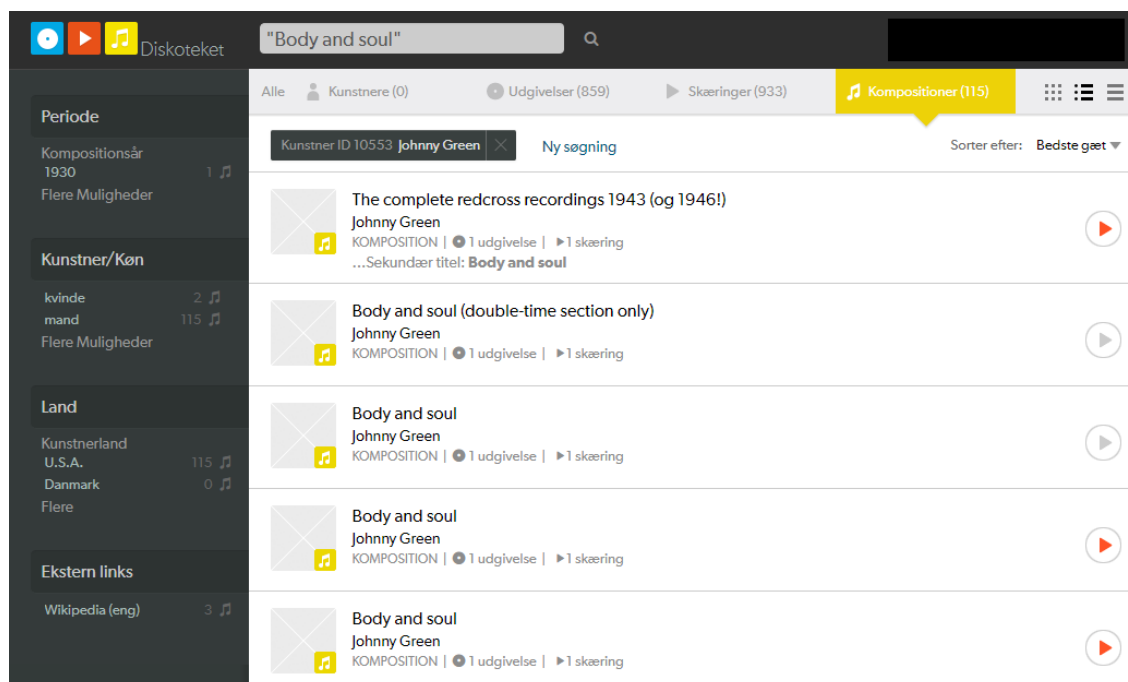 Diskoteket
"Body and soul"
Alle Kunstnere (0) Udgivelser (859) Skæringer (933) Kompositioner (115)
Kunstner ID 10553 Johnny Green Ny søgning Sorter efter: Bedste gæt
Periode
Kompositionsår
1930 1
Flere Muligheder
Kunstner/Køn
kvinde 2
mand 115
Flere Muligheder
Land
Kunstnerland
U.S.A. 115
Danmark 0
Flere
Ekstern links
Wikipedia (eng) 3
The complete redcross recordings 1943 (og 1946!)
Johnny Green
KOMPOSITION | 1 udgivelse | 1 skæring
...Sekundær titel: Body and soul
Body and soul (double-time section only)
Johnny Green
KOMPOSITION | 1 udgivelse | 1 skæring
Body and soul
Johnny Green
KOMPOSITION | 1 udgivelse | 1 skæring
Body and soul
Johnny Green
KOMPOSITION | 1 udgivelse | 1 skæring
Body and soul
Johnny Green
KOMPOSITION | 1 udgivelse | 1 skæring